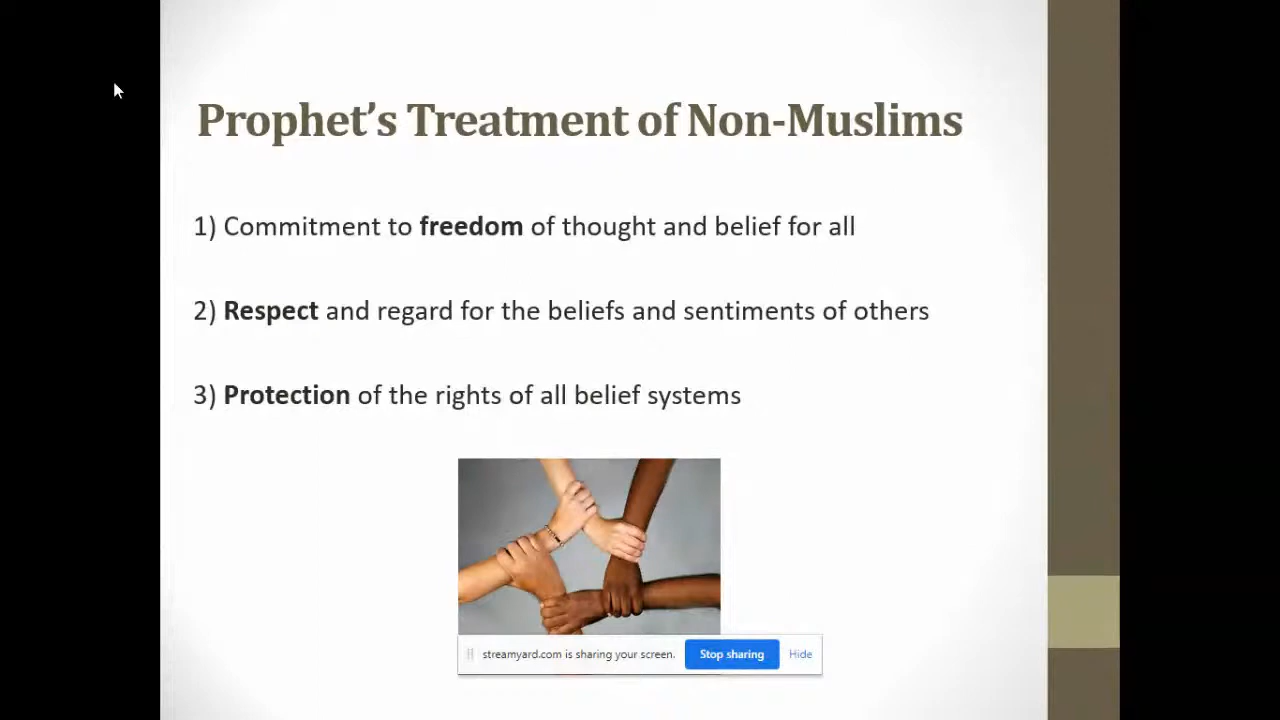 Prophet's Treatment of Non-Muslims
1) Commitment to freedom of thought and belief for all
2) Respect and regard for the beliefs and sentiments of others
3) Protection of the rights of all belief systems
streamyard.com is sharing your screen. Stop sharing Hide